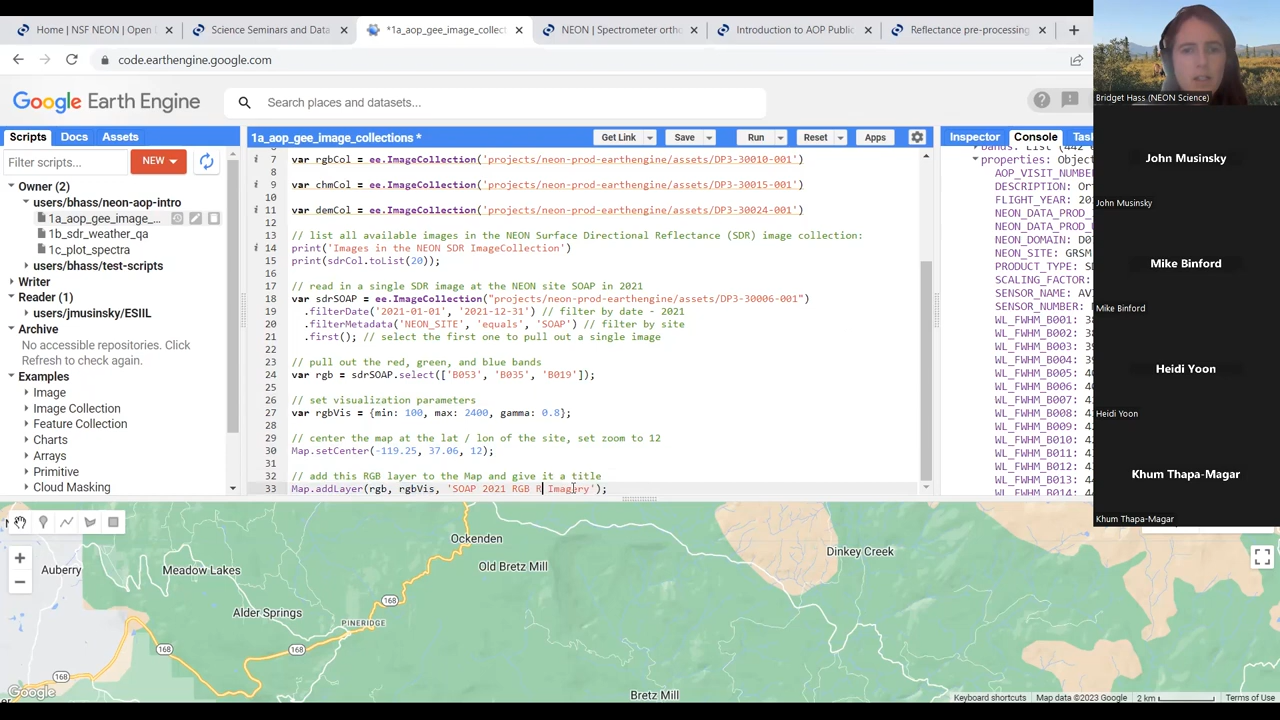 Home | NSF NEON | Open
Science Seminars and Data
*1a_aop_gee_image_collect
NEON | Spectrometer ortho
Introduction to AOP Public
Reflectance pre-processing
code.earthengine.google.com
Google Earth Engine
Search places and datasets...
Scripts
Docs
Assets
Filter scripts...
NEW
Owner (2)
users/bhass/neon-aop-intro
1a_aop_gee_image_...
1b_sdr_weather_qa
1c_plot_spectra
users/bhass/test-scripts
Writer
Reader (1)
users/jmusinsky/ESIIL
Archive
No accessible repositories. Click
Refresh to check again.
Examples
Image
Image Collection
Feature Collection
Charts
Arrays
Primitive
Cloud Masking
1a_aop_gee_image_collections *
Get Link
Save
Run
Reset
Apps
i 7 var rgbCol = ee.ImageCollection('projects/neon-prod-earthengine/assets/DP3-30010-001')
8
i 9 var chmCol = ee.ImageCollection('projects/neon-prod-earthengine/assets/DP3-30015-001')
10
i 11 var demCol = ee.ImageCollection('projects/neon-prod-earthengine/assets/DP3-30024-001')
12
13 // list all available images in the NEON Surface Directional Reflectance (SDR) image collection:
i 14 print('Images in the NEON SDR ImageCollection')
15 print(sdrCol.toList(20));
16
17 // read in a single SDR image at the NEON site SOAP in 2021
i 18 var sdrSOAP = ee.ImageCollection("projects/neon-prod-earthengine/assets/DP3-30006-001")
19 .filterDate('2021-01-01', '2021-12-31') // filter by date - 2021
20 .filterMetadata('NEON_SITE', 'equals', 'SOAP') // filter by site
21 .first(); // select the first one to pull out a single image
22
23 // pull out the red, green, and blue bands
24 var rgb = sdrSOAP.select(['B053', 'B035', 'B019']);
25
26 // set visualization parameters
27 var rgbVis = {min: 100, max: 2400, gamma: 0.8};
28
29 // center the map at the lat / lon of the site, set zoom to 12
30 Map.setCenter(-119.25, 37.06, 12);
31
32 // add this RGB layer to the Map and give it a title
33 Map.addLayer(rgb, rgbVis, 'SOAP 2021 RGB R Imagery');
Inspector
Console
Tas
properties: Object
AOP_VISIT_NUMBE
DESCRIPTION: Or
FLIGHT_YEAR: 20
NEON_DATA_PROD_
NEON_DATA_PROD_
NEON_DOMAIN: D0
NEON_SITE: GRSM
PRODUCT_TYPE: SD
SCALING_FACTOR:
SENSOR_NAME: AV
SENSOR_NUMBER:
WL_FWHM_B001: 38
WL_FWHM_B002:
WL_FWHM_B003:
WL_FWHM_B004:
WL_FWHM_B005:
WL_FWHM_B006:
WL_FWHM_B007:
WL_FWHM_B008:
WL_FWHM_B009:
WL_FWHM_B010:
WL_FWHM_B011:
WL_FWHM_B012:
WL_FWHM_B013:
WL_FWHM_B014:
Bridget Hass (NEON Science)
John Musinsky
John Musinsky
Mike Binford
Mike Binford
Heidi Yoon
Heidi Yoon
Khum Thapa-Magar
Khum Thapa-Magar
Ockenden
Dinkey Creek
Auberry
Meadow Lakes
Old Bretz Mill
168
Alder Springs
PINERIDGE
168
168
168
168
Bretz Mill
Google
Keyboard shortcuts
Map data ©2023 Google
2 km
Terms of Use